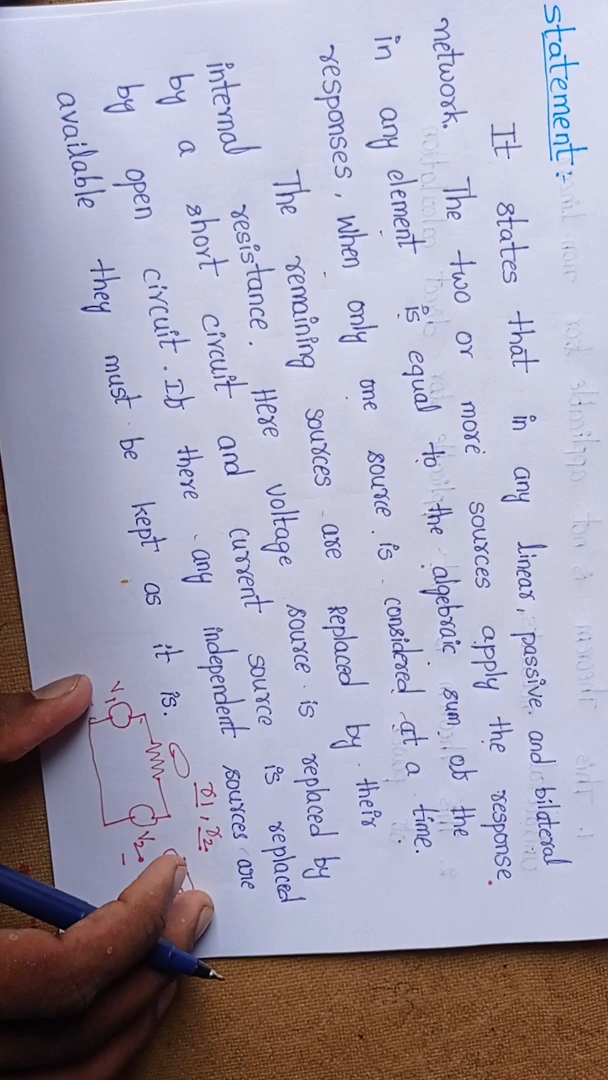 statement:-
It states that in any linear, passive and bilateral
network. The two or more sources apply the response
in any element is equal to the algebraic sum of the
responses, when only one source is considered at a time.
The remaining sources are replaced by their
internal resistance. Here voltage source is replaced by
by a short circuit and current source is replaced
by open circuit. If there any independent sources are
available they must be kept as it is.
r1, r2
V1
V2